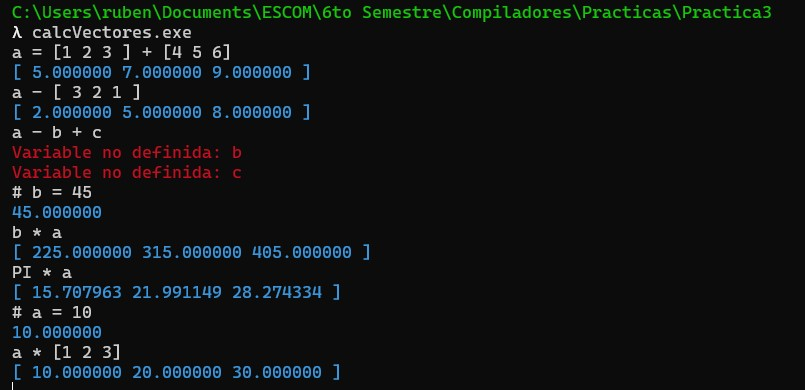 C:\Users\ruben\Documents\ESCOM\6to Semestre\Compiladores\Practicas\Practica3
λ calcVectores.exe
a = [1 2 3 ] + [4 5 6]
[ 5.000000 7.000000 9.000000 ]
a - [ 3 2 1 ]
[ 2.000000 5.000000 8.000000 ]
a - b + c
Variable no definida: b
Variable no definida: c
# b = 45
45.000000
b * a
[ 225.000000 315.000000 405.000000 ]
PI * a
[ 15.707963 21.991149 28.274334 ]
# a = 10
10.000000
a * [1 2 3]
[ 10.000000 20.000000 30.000000 ]